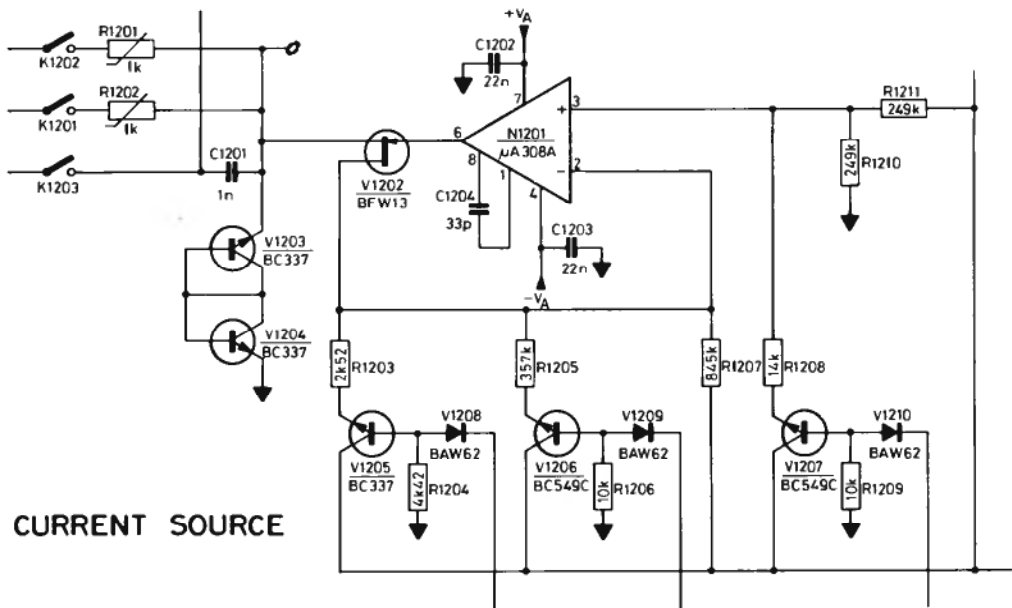 R1201
K1202
1k
R1202
K1201
1k
K1203
C1201
1n
V1203
BC337
V1204
BC337
V1202
BFW13
+VA
C1202
22n
7
6
N1201
µA308A
+
3
−
2
8
1
4
C1204
33p
C1203
22n
−VA
R1211
249k
249k
R1210
2k52
R1203
357k
R1205
845k
R1207
14k
R1208
V1208
BAW62
V1205
BC337
4k42
R1204
V1209
BAW62
V1206
BC549C
10k
R1206
V1210
BAW62
V1207
BC549C
10k
R1209
CURRENT SOURCE